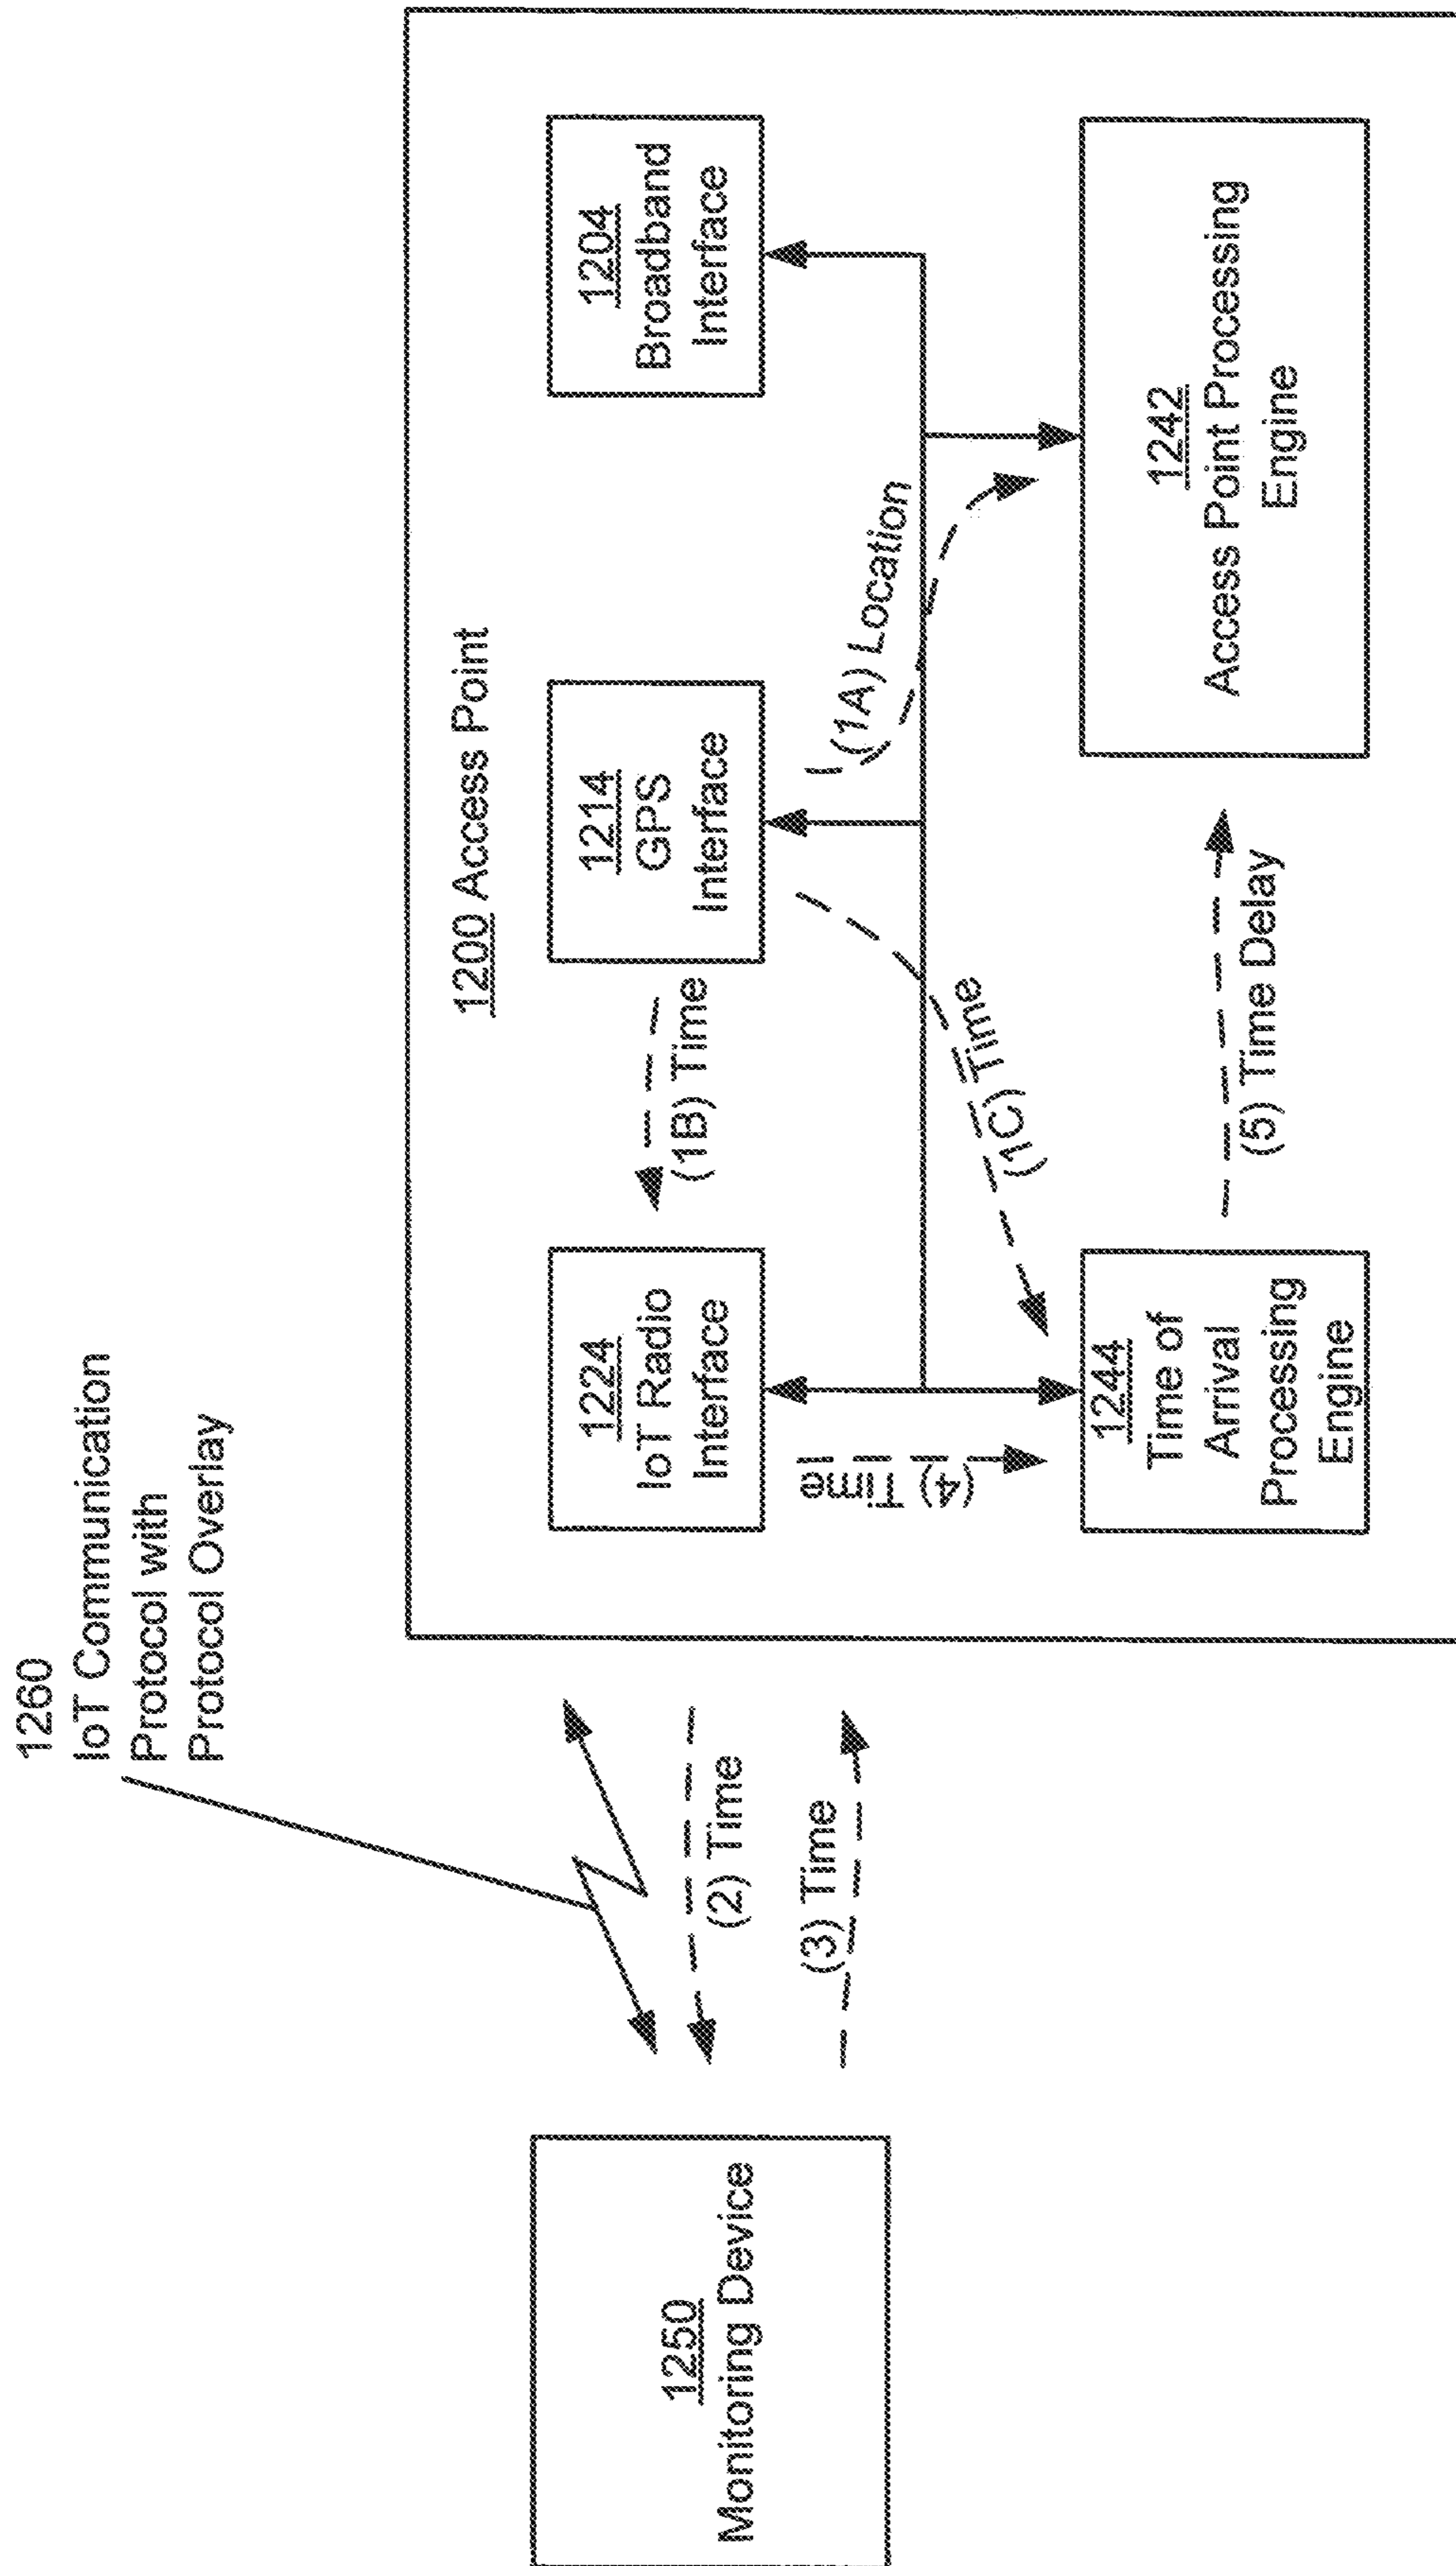 1260
IoT Communication
Protocol with
Protocol Overlay
1200 Access Point
1250
Monitoring Device
(2) Time
(3) Time
1224
IoT Radio
Interface
(1B) Time
1214
GPS
Interface
1204
Broadband
Interface
(1A) Location
(1C) Time
(4) Time
1244
Time of
Arrival
Processing
Engine
(5) Time Delay
1242
Access Point Processing
Engine